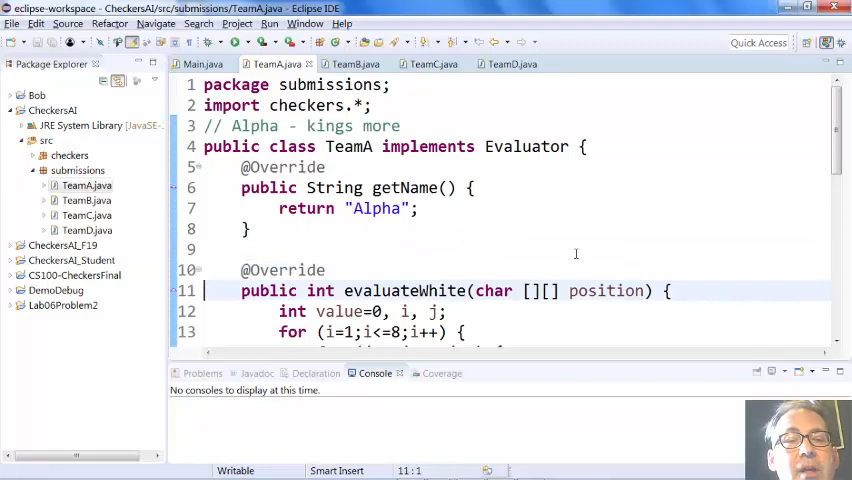 eclipse-workspace - CheckersAI/src/submissions/TeamA.java - Eclipse IDE
File Edit Source Refactor Navigate Search Project Run Window Help
Quick Access
Package Explorer
Main.java TeamA.java TeamB.java TeamC.java TeamD.java
Bob
CheckersAI
JRE System Library [JavaSE-
src
checkers
submissions
TeamA.java
TeamB.java
TeamC.java
TeamD.java
CheckersAI_F19
CheckersAI_Student
CS100-CheckersFinal
DemoDebug
Lab06Problem2
1 package submissions;
2 import checkers.*;
3 // Alpha - kings more
4 public class TeamA implements Evaluator {
5 @Override
6 public String getName() {
7 return "Alpha";
8 }
9
10 @Override
11 public int evaluateWhite(char [][] position) {
12 int value=0, i, j;
13 for (i=1;i<=8;i++) {
Problems Javadoc Declaration Console Coverage
No consoles to display at this time.
Writable Smart Insert 11:1